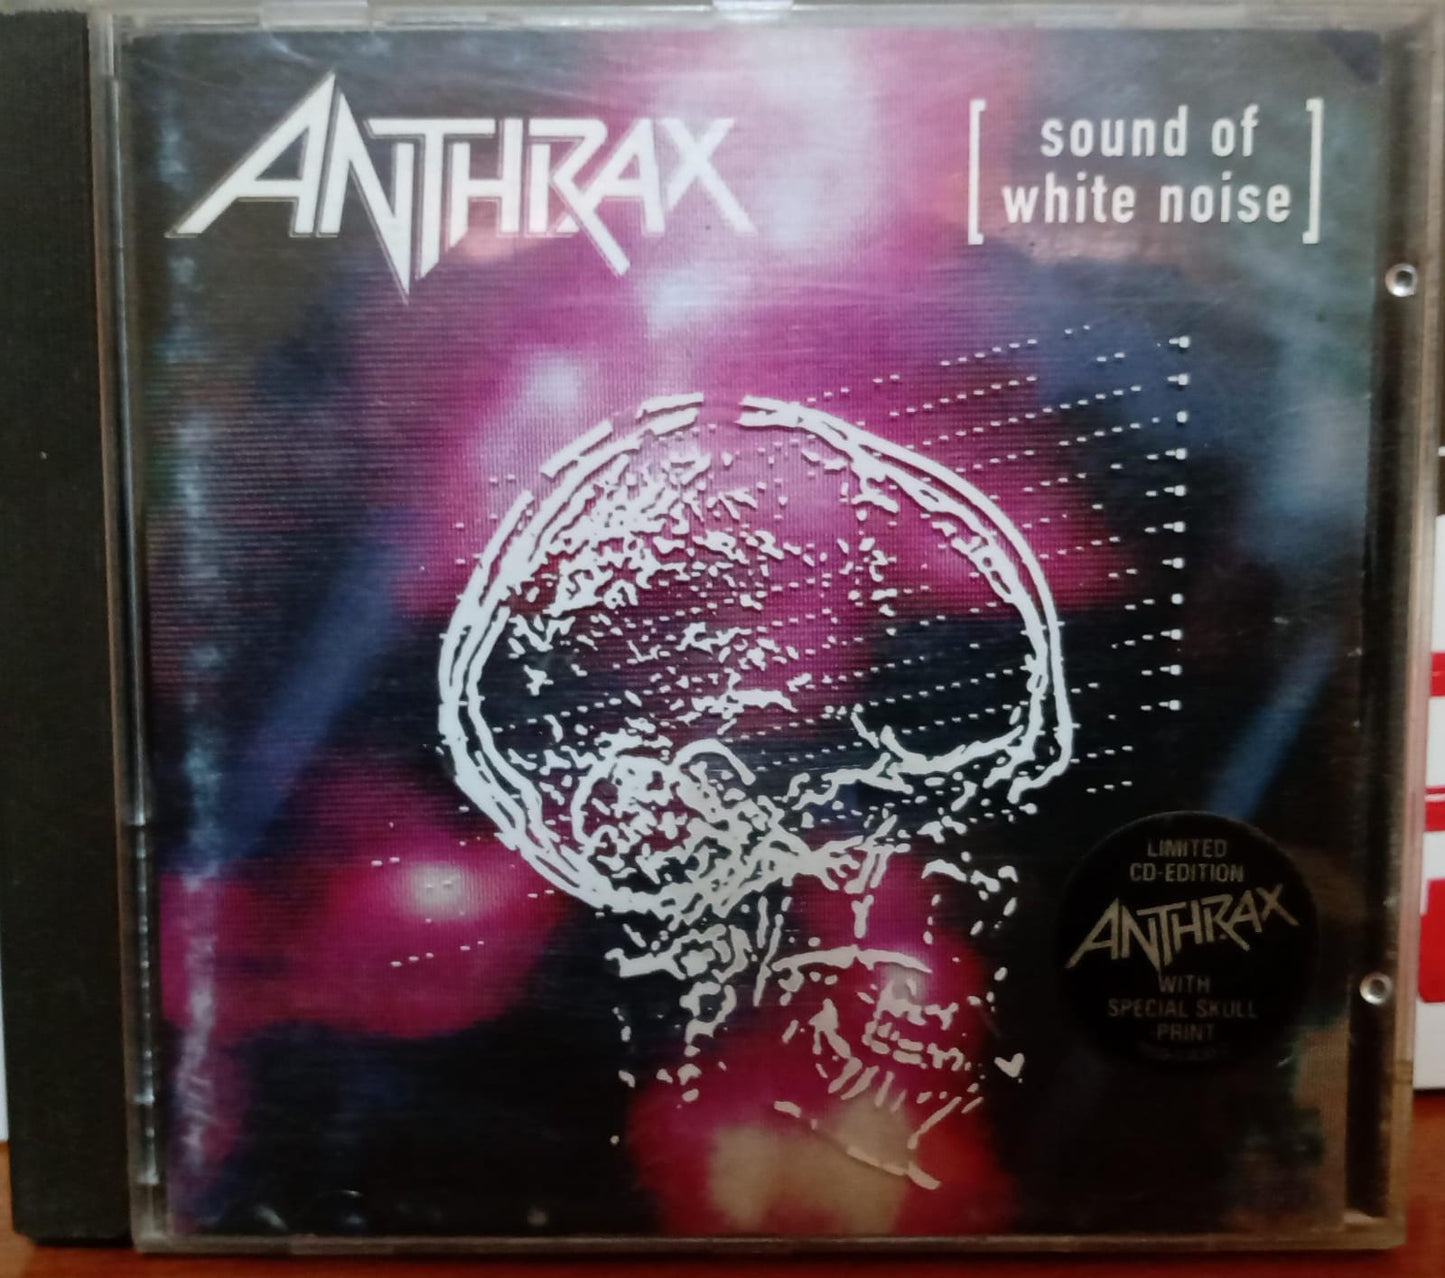 ANTHRAX
[ sound of
white noise ]
LIMITED
CD-EDITION
ANTHRAX
WITH
SPECIAL SKULL
PRINT